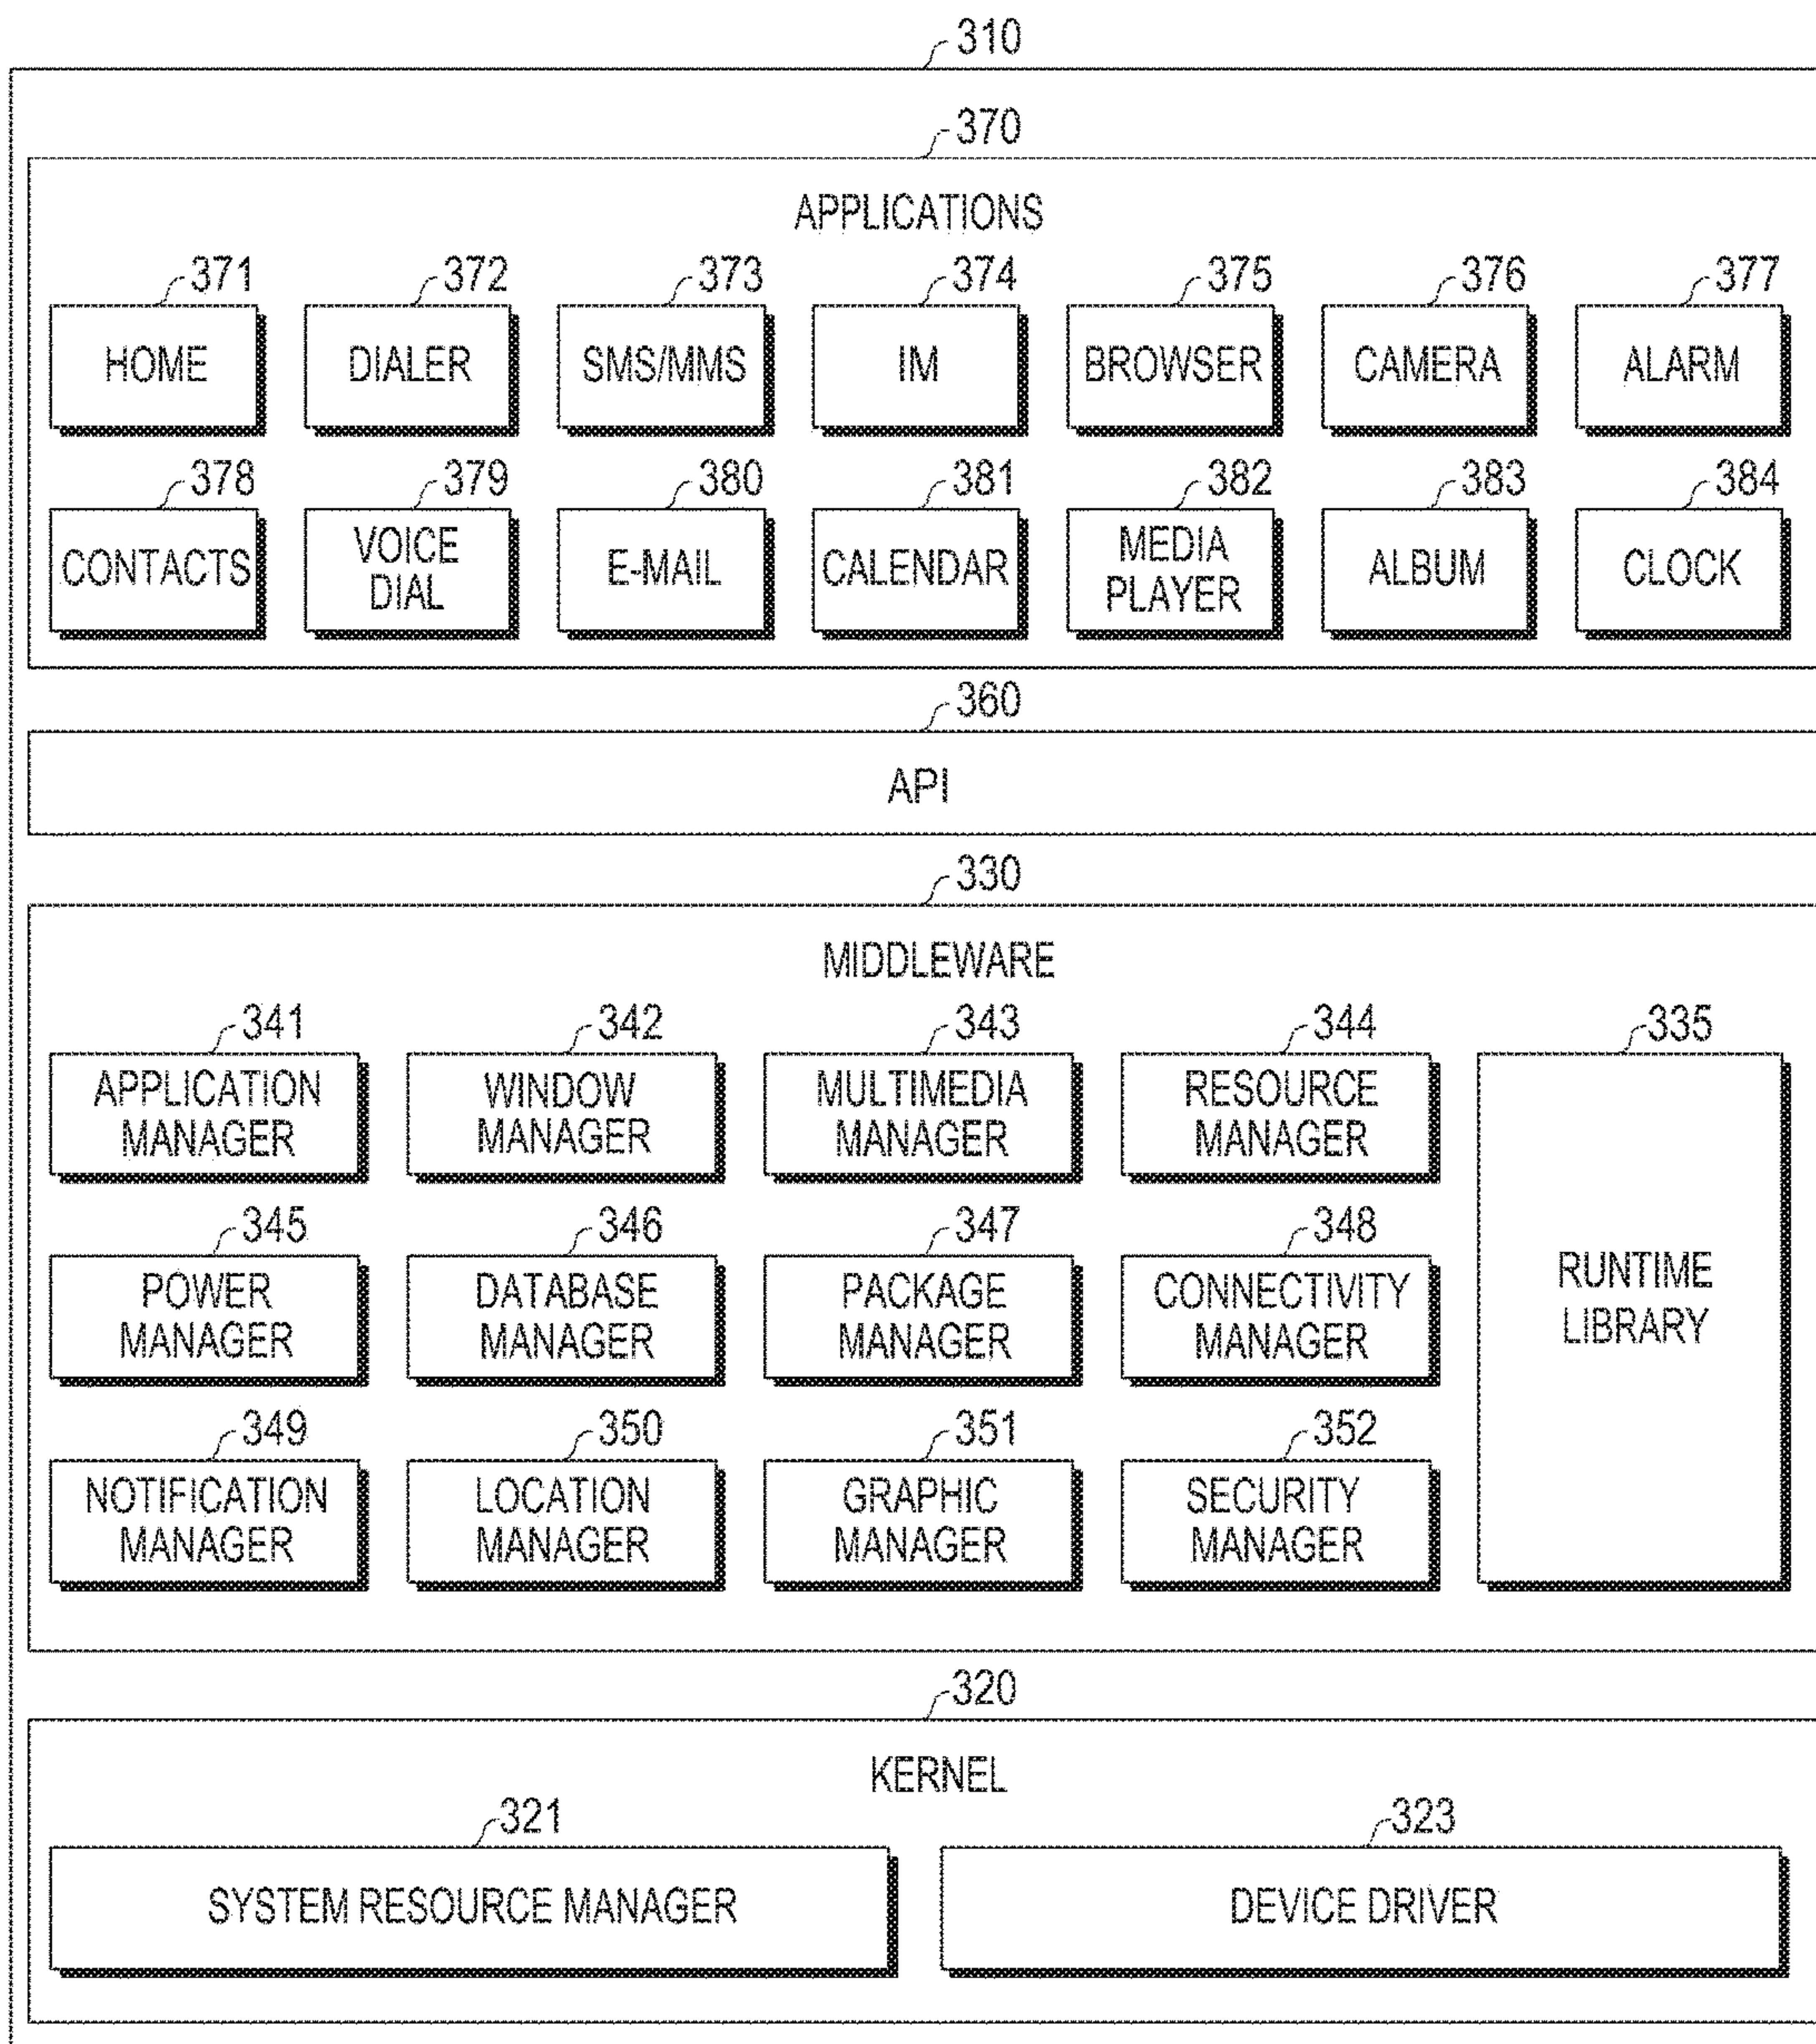 310
370
APPLICATIONS
371 372 373 374 375 376 377
HOME DIALER SMS/MMS IM BROWSER CAMERA ALARM
378 379 380 381 382 383 384
CONTACTS VOICE DIAL E-MAIL CALENDAR MEDIA PLAYER ALBUM CLOCK
360
API
330
MIDDLEWARE
341 342 343 344 335
APPLICATION MANAGER WINDOW MANAGER MULTIMEDIA MANAGER RESOURCE MANAGER
345 346 347 348
POWER MANAGER DATABASE MANAGER PACKAGE MANAGER CONNECTIVITY MANAGER RUNTIME LIBRARY
349 350 351 352
NOTIFICATION MANAGER LOCATION MANAGER GRAPHIC MANAGER SECURITY MANAGER
320
KERNEL
321 323
SYSTEM RESOURCE MANAGER DEVICE DRIVER